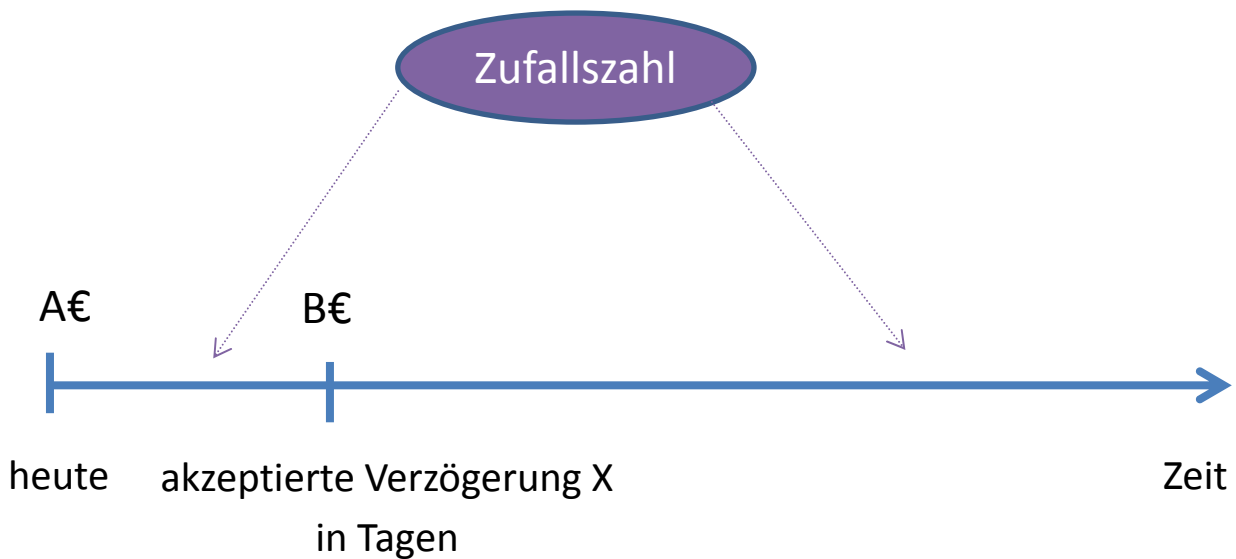 Zufallszahl
A€
B€
heute
akzeptierte Verzögerung X
in Tagen
Zeit